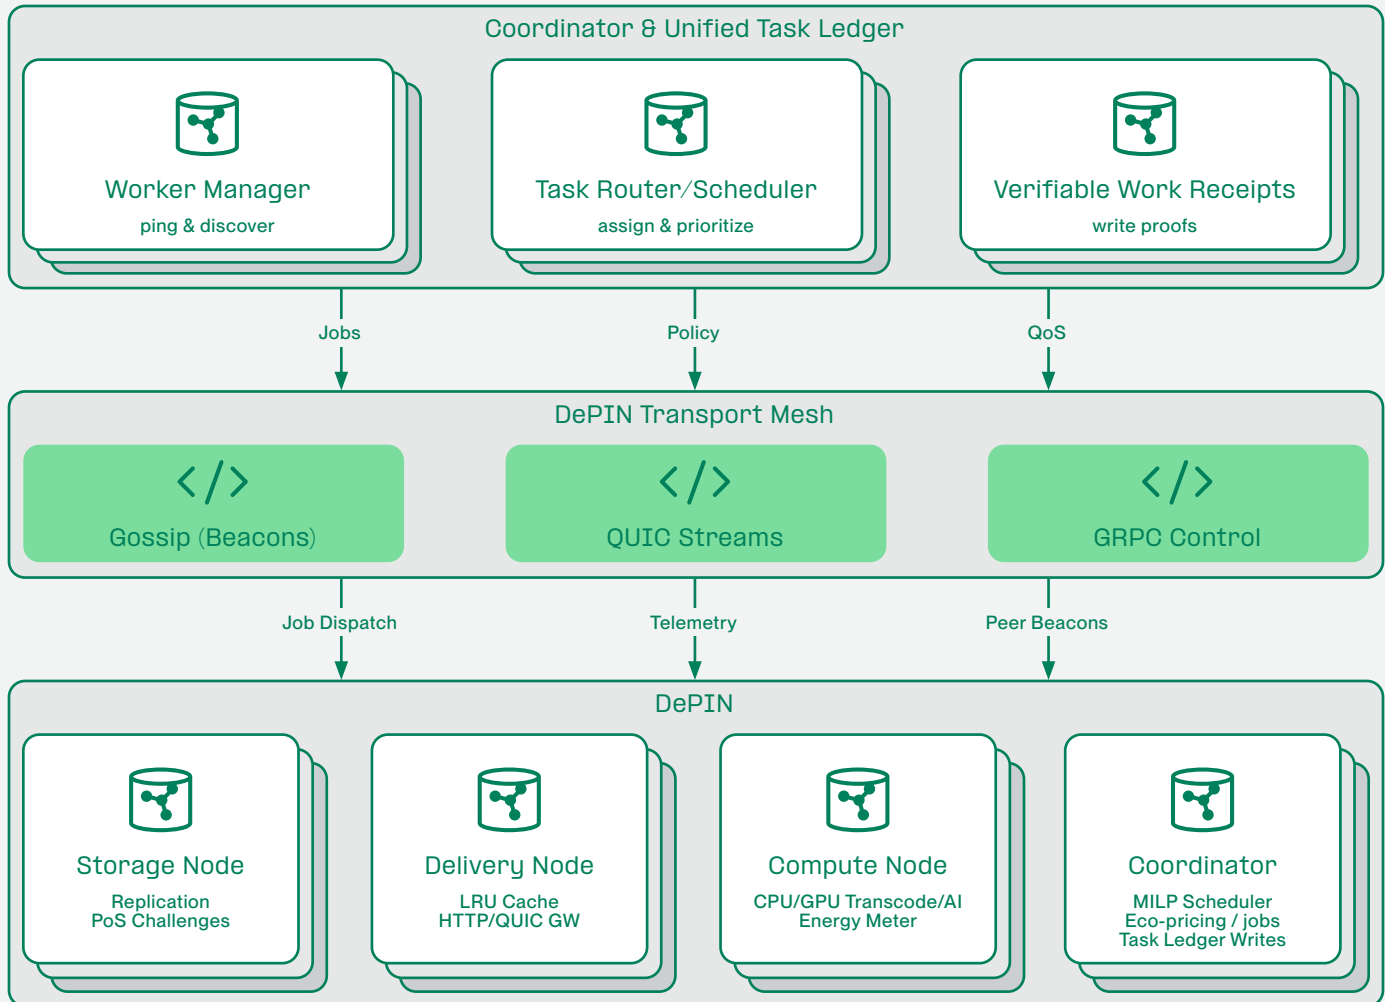 Coordinator & Unified Task Ledger
Worker Manager
ping & discover
Task Router/Scheduler
assign & prioritize
Verifiable Work Receipts
write proofs
Jobs
Policy
QoS
DePIN Transport Mesh
Gossip (Beacons)
QUIC Streams
GRPC Control
Job Dispatch
Telemetry
Peer Beacons
DePIN
Storage Node
Replication
PoS Challenges
Delivery Node
LRU Cache
HTTP/QUIC GW
Compute Node
CPU/GPU Transcode/AI
Energy Meter
Coordinator
MILP Scheduler
Eco-pricing / jobs
Task Ledger Writes